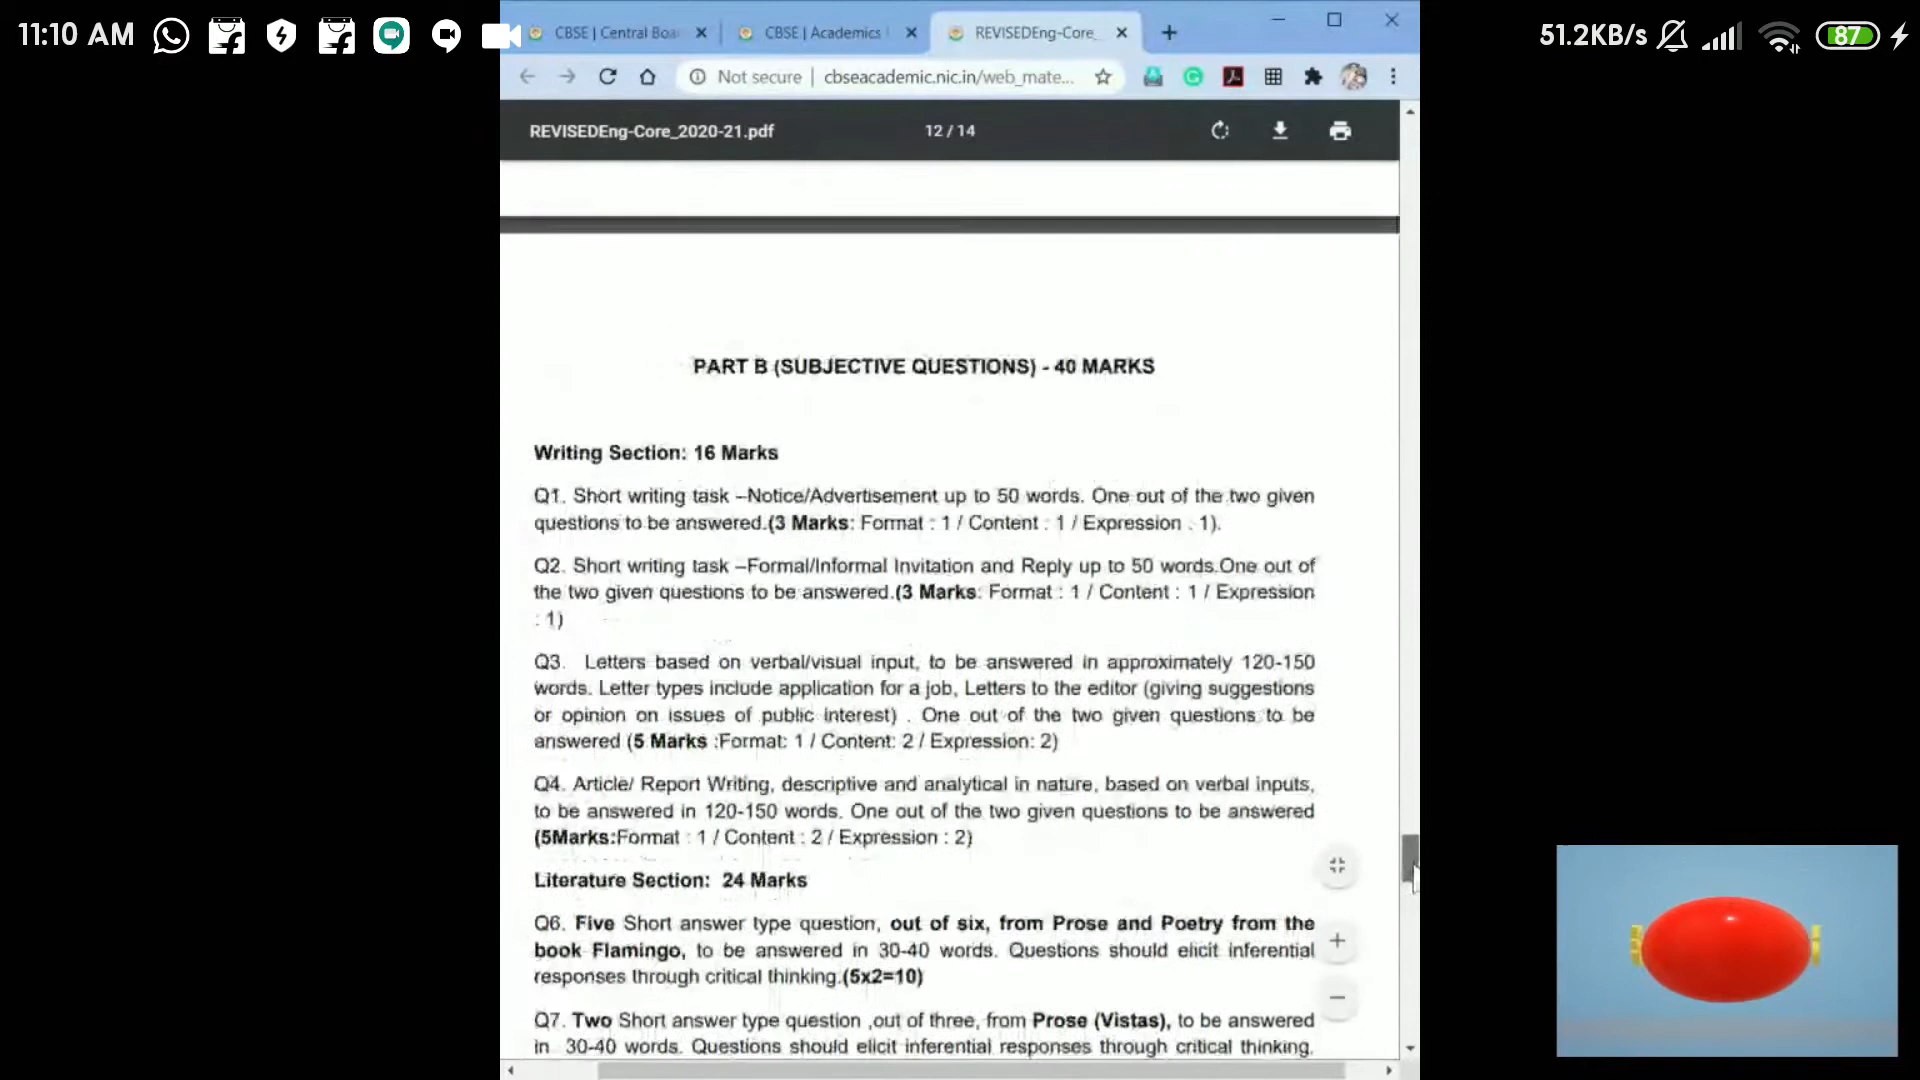 11:10 AM
51.2KB/s
87
CBSE | Central Boa
CBSE | Academics
REVISEDEng-Core_
Not secure
cbseacademic.nic.in/web_mate...
REVISEDEng-Core_2020-21.pdf
12 / 14
PART B (SUBJECTIVE QUESTIONS) - 40 MARKS
Writing Section: 16 Marks
Q1. Short writing task –Notice/Advertisement up to 50 words. One out of the two given
questions to be answered.(3 Marks: Format : 1 / Content : 1 / Expression : 1).
Q2. Short writing task –Formal/Informal Invitation and Reply up to 50 words.One out of
the two given questions to be answered.(3 Marks: Format : 1 / Content : 1 / Expression
: 1)
Q3. Letters based on verbal/visual input, to be answered in approximately 120-150
words. Letter types include application for a job, Letters to the editor (giving suggestions
or opinion on issues of public interest) . One out of the two given questions to be
answered (5 Marks :Format: 1 / Content: 2 / Expression: 2)
Q4. Article/ Report Writing, descriptive and analytical in nature, based on verbal inputs,
to be answered in 120-150 words. One out of the two given questions to be answered
(5Marks:Format : 1 / Content : 2 / Expression : 2)
Literature Section: 24 Marks
Q6. Five Short answer type question, out of six, from Prose and Poetry from the
book Flamingo, to be answered in 30-40 words. Questions should elicit inferential
responses through critical thinking.(5x2=10)
Q7. Two Short answer type question ,out of three, from Prose (Vistas), to be answered
in 30-40 words. Questions should elicit inferential responses through critical thinking.